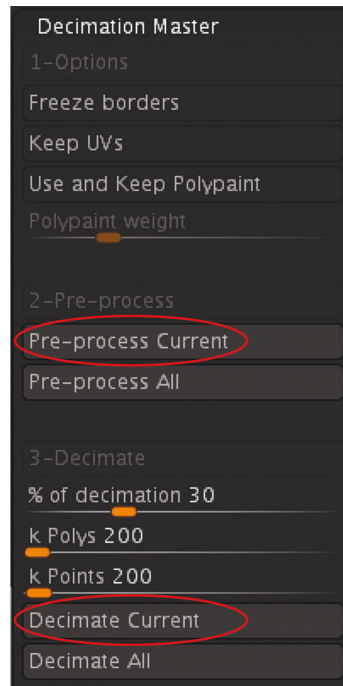 Decimation Master
1-Options
Freeze borders
Keep UVs
Use and Keep Polypaint
Polypaint weight
2-Pre-process
Pre-process Current
Pre-process All
3-Decimate
% of decimation 30
k Polys 200
k Points 200
Decimate Current
Decimate All